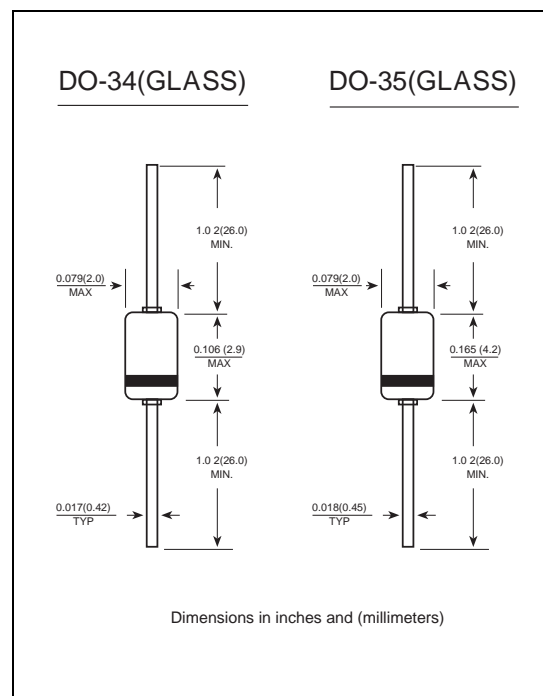 DO-34(GLASS)
DO-35(GLASS)
1.0 2(26.0)
MIN.
0.079(2.0)
MAX
0.106 (2.9)
MAX
1.0 2(26.0)
MIN.
0.017(0.42)
TYP
1.0 2(26.0)
MIN.
0.079(2.0)
MAX
0.165 (4.2)
MAX
1.0 2(26.0)
MIN.
0.018(0.45)
TYP
Dimensions in inches and (millimeters)